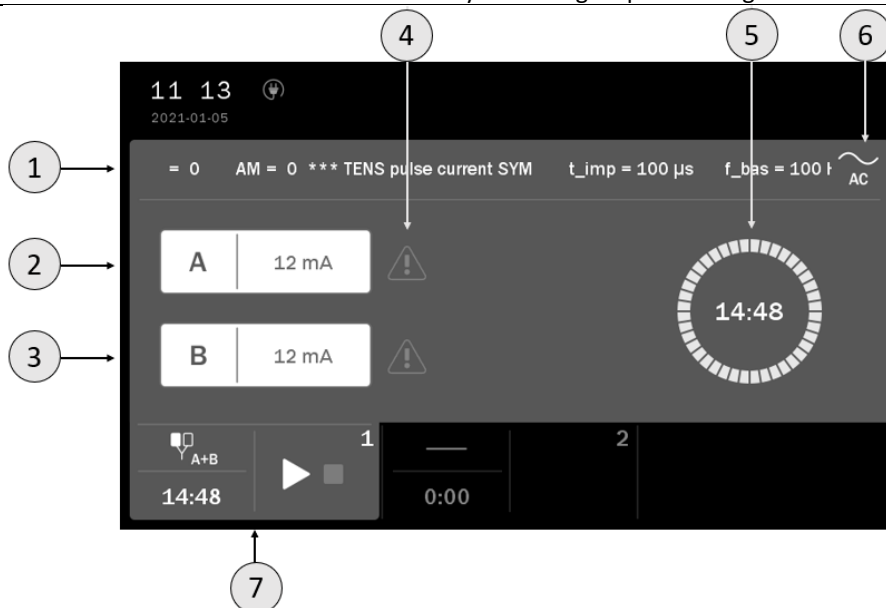 4 5 6
11 13
2021-01-05
1 = 0 AM = 0 *** TENS pulse current SYM t_imp = 100 µs f_bas = 100
AC
2 A 12 mA
14:48
3 B 12 mA
A+B 1 2
14:48 0:00
7